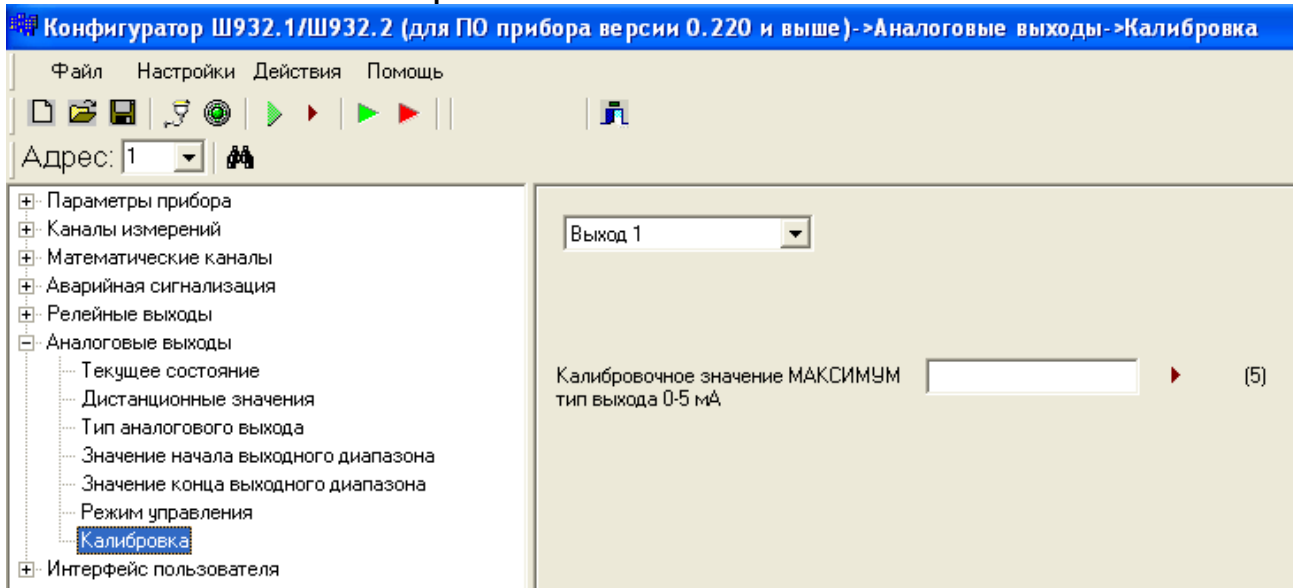 Конфигуратор Ш932.1/Ш932.2 (для ПО прибора версии 0.220 и выше)->Аналоговые выходы->Калибровка
Файл Настройки Действия Помощь
Адрес: 1
Параметры прибора
Каналы измерений
Математические каналы
Аварийная сигнализация
Релейные выходы
Аналоговые выходы
Текущее состояние
Дистанционные значения
Тип аналогового выхода
Значение начала выходного диапазона
Значение конца выходного диапазона
Режим управления
Калибровка
Интерфейс пользователя
Выход 1
Калибровочное значение МАКСИМУМ (5)
тип выхода 0-5 мА